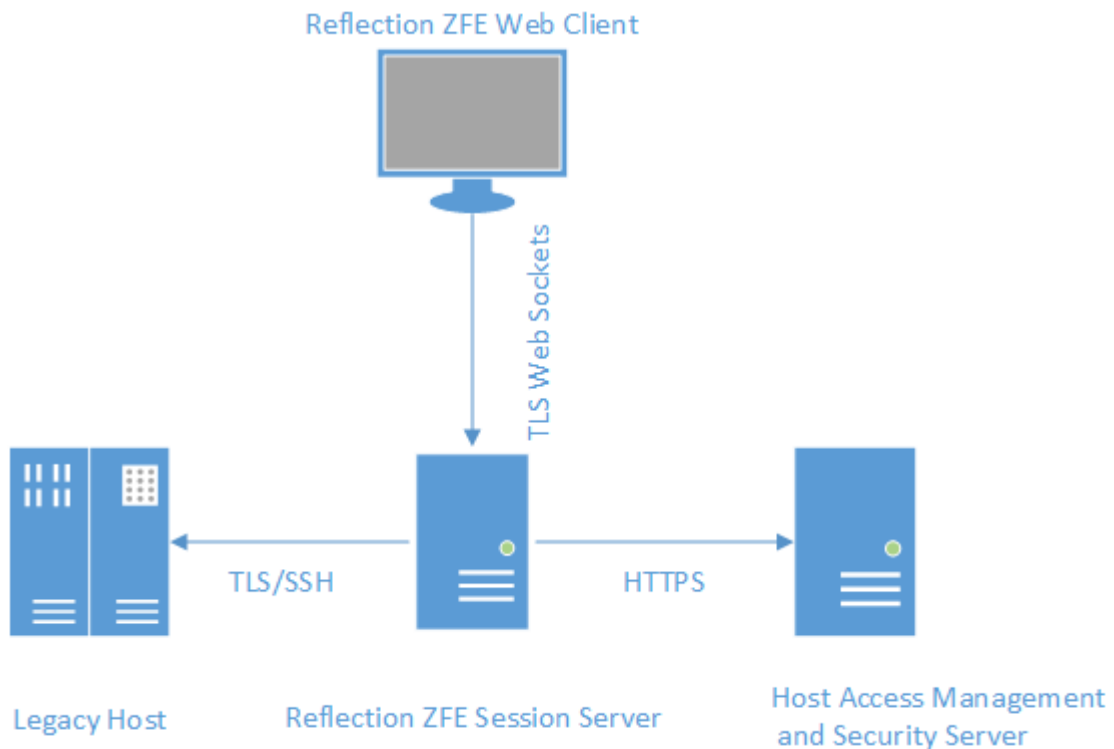 Reflection ZFE Web Client
TLS Web Sockets
TLS/SSH
HTTPS
Legacy Host
Reflection ZFE Session Server
Host Access Management
and Security Server